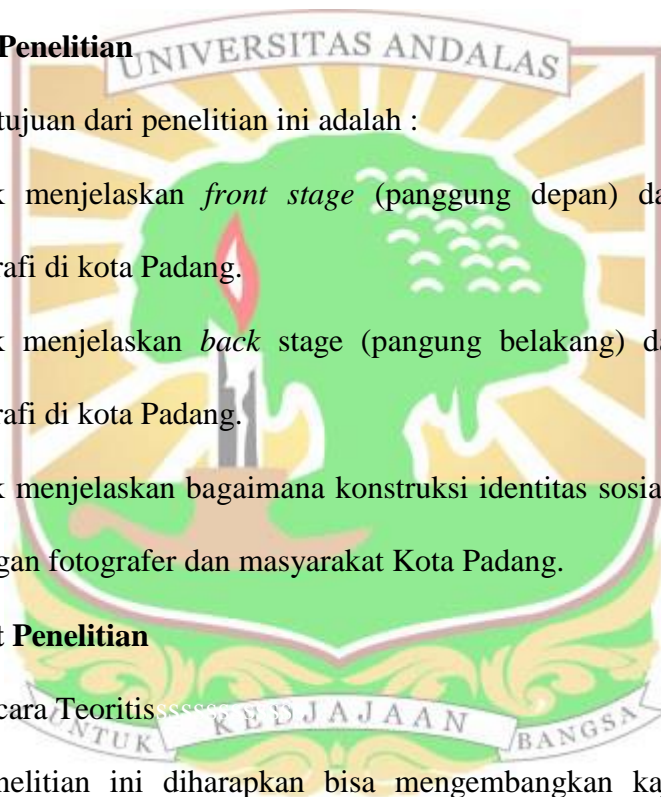 Penelitian
UNIVERSITAS ANDALAS
tujuan dari penelitian ini adalah :
k menjelaskan front stage (panggung depan) da
rafi di kota Padang.
k menjelaskan back stage (pangung belakang) da
rafi di kota Padang.
k menjelaskan bagaimana konstruksi identitas sosia
gan fotografer dan masyarakat Kota Padang.
t Penelitian
cara Teoritis
UNTUK KEDJAJAAN BANGSA
nelitian ini diharapkan bisa mengembangkan ka